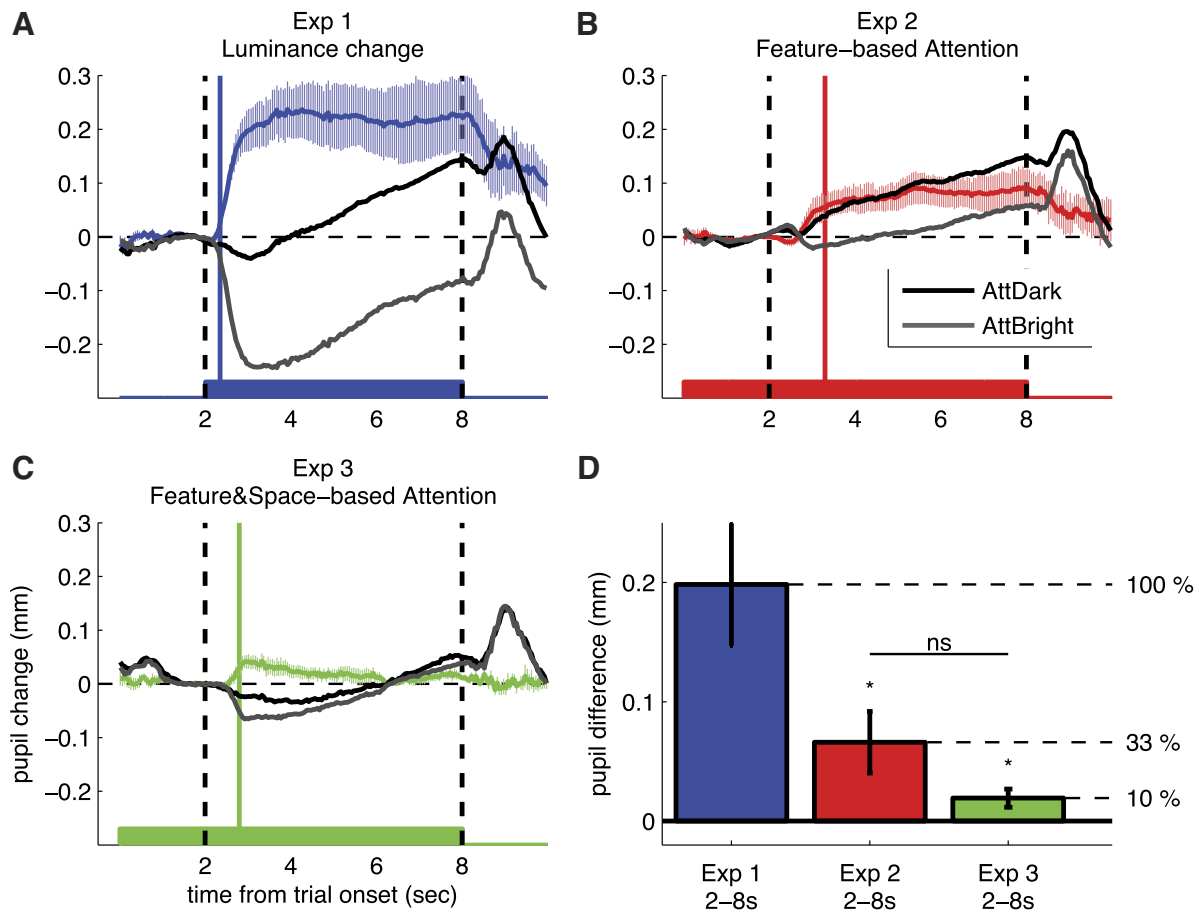 A
Exp 1
Luminance change
0.3
0.2
0.1
0
−0.1
−0.2
2
4
6
8
B
Exp 2
Feature−based Attention
0.3
0.2
0.1
0
−0.1
−0.2
AttDark
AttBright
2
4
6
8
C
Exp 3
Feature&Space−based Attention
pupil change (mm)
0.3
0.2
0.1
0
−0.1
−0.2
2
4
6
8
time from trial onset (sec)
D
pupil difference (mm)
0.2
0.1
0
100 %
ns
*
33 %
*
10 %
Exp 1
2−8s
Exp 2
2−8s
Exp 3
2−8s